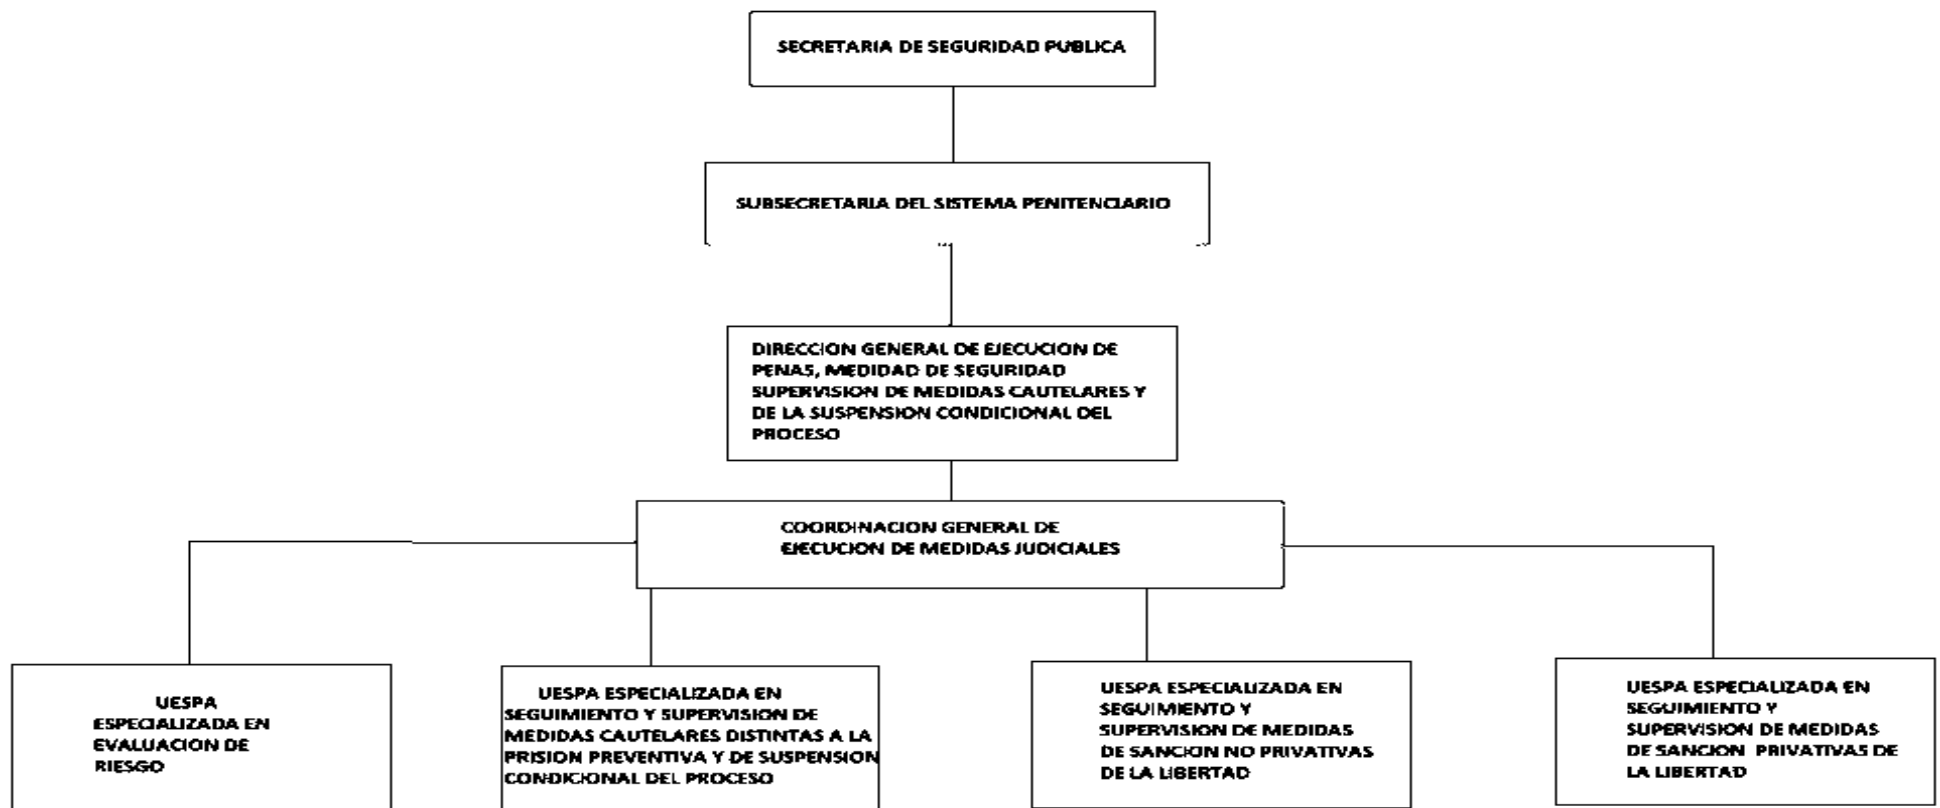 SECRETARIA DE SEGURIDAD PUBLICA
SUBSECRETARIA DEL SISTEMA PENITENCIARIO
DIRECCION GENERAL DE EJECUCION DE
PENAS, MEDIDAD DE SEGURIDAD
SUPERVISION DE MEDIDAS CAUTELARES Y
DE LA SUSPENSION CONDICIONAL DEL
PROCESO
COORDINACION GENERAL DE
EJECUCION DE MEDIDAS JUDICIALES
UESPA
ESPECIALIZADA EN
EVALUACION DE
RIESGO
UESPA ESPECIALIZADA EN
SEGUIMIENTO Y SUPERVISION DE
MEDIDAS CAUTELARES DISTINTAS A LA
PRISION PREVENTIVA Y DE SUSPENSION
CONDICIONAL DEL PROCESO
UESPA ESPECIALIZADA EN
SEGUIMIENTO Y
SUPERVISION DE MEDIDAS
DE SANCION NO PRIVATIVAS
DE LA LIBERTAD
UESPA ESPECIALIZADA EN
SEGUIMIENTO Y
SUPERVISION DE MEDIDAS
DE SANCION PRIVATIVAS DE
LA LIBERTAD